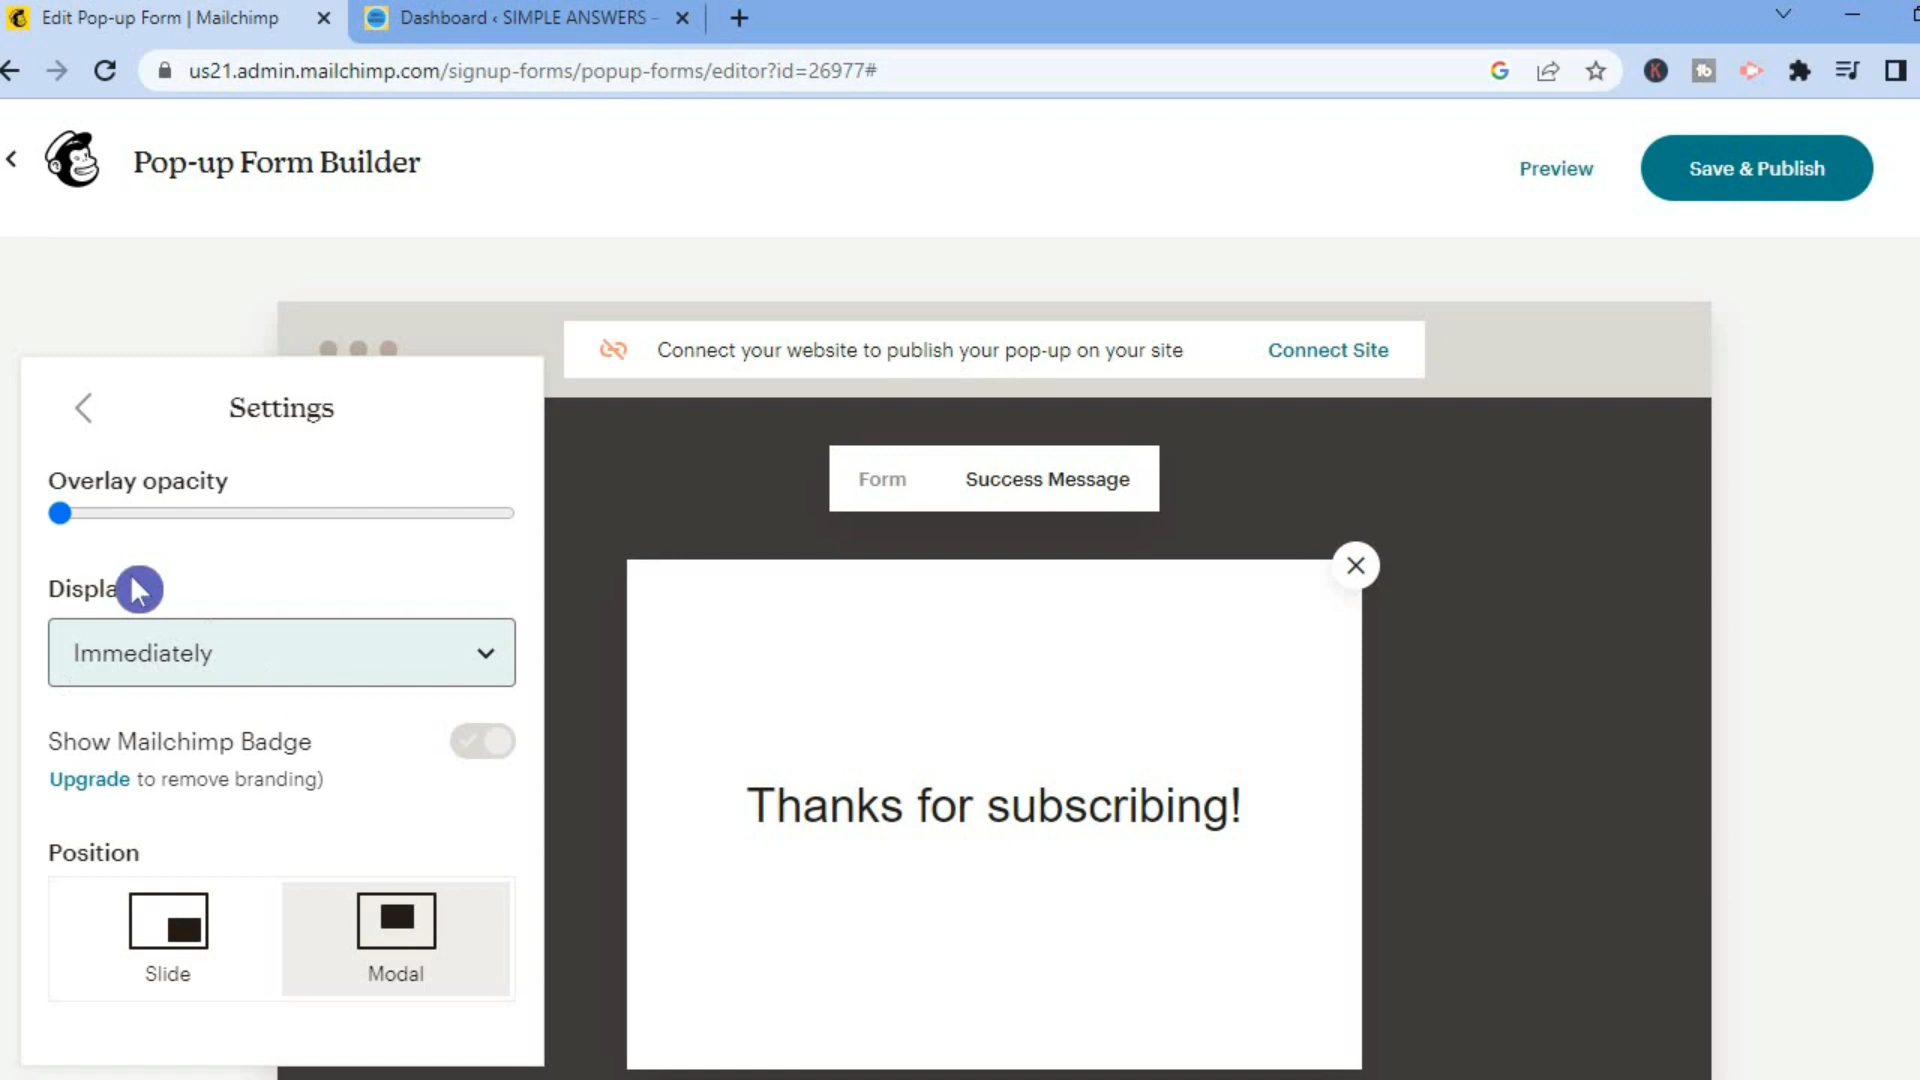 Edit Pop-up Form | Mailchimp
Dashboard ‹ SIMPLE ANSWERS –
us21.admin.mailchimp.com/signup-forms/popup-forms/editor?id=26977#
Pop-up Form Builder
Preview
Save & Publish
Connect your website to publish your pop-up on your site
Connect Site
Settings
Overlay opacity
Form
Success Message
Displa
Immediately
Show Mailchimp Badge
Upgrade to remove branding)
Thanks for subscribing!
Position
Slide
Modal